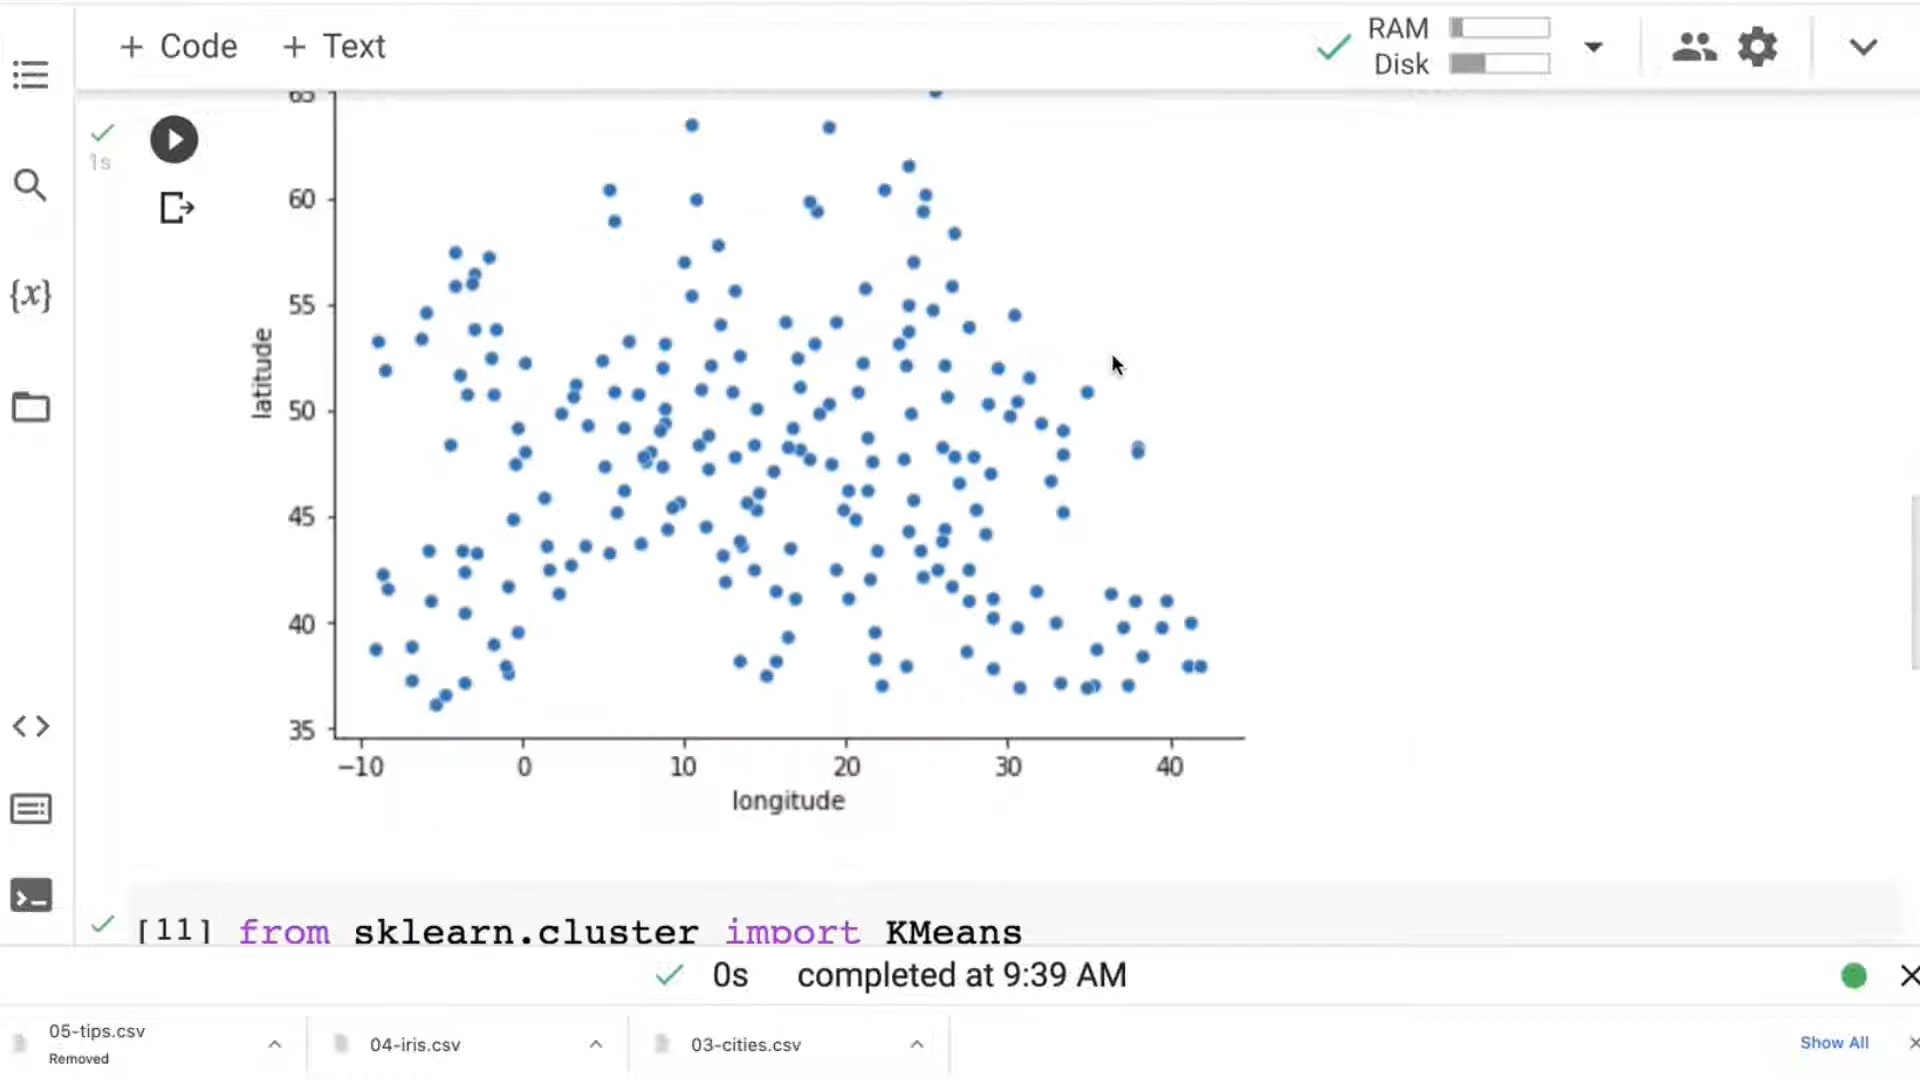 + Code + Text
RAM
Disk
1s
{x}
65
60
55
50
45
40
35
latitude
−10 0 10 20 30 40
longitude
[11] from sklearn.cluster import KMeans
0s completed at 9:39 AM
05-tips.csv
Removed
04-iris.csv
03-cities.csv
Show All